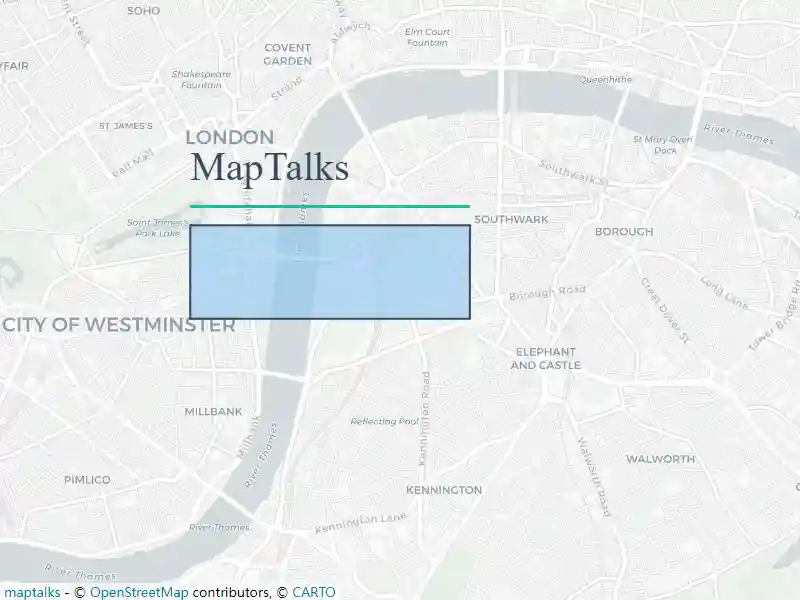 SOHO
Elm Court
Fountain
Aldwych
COVENT
GARDEN
Shakespeare
Fountain
Strand
Queenhithe
ST JAMES'S
LONDON
River Thames
St Mary Overi
Dock
Pall Mall
MapTalks
Southwalk St
Saint James's
Park Lake
SOUTHWARK
BOROUGH
Borough Road
Long Lane
Great Dover St
Tower Bridge Rd
CITY OF WESTMINSTER
ELEPHANT
AND CASTLE
MILLBANK
Millbank
Reflecting Pool
Kennington Road
River Thames
WALWORTH
Walworth Road
PIMLICO
KENNINGTON
River Thames
Kennington Lane
River Thames
maptalks - © OpenStreetMap contributors, © CARTO